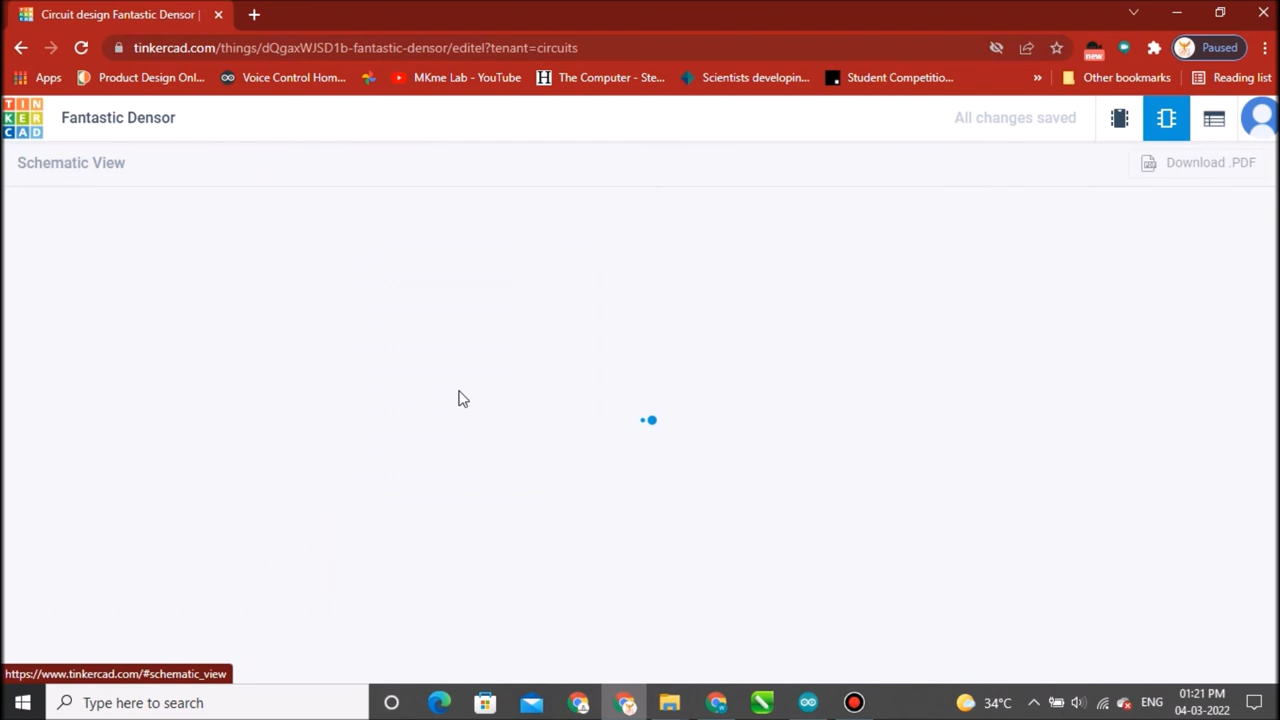 Circuit design Fantastic Densor |
tinkercad.com/things/dQgaxWJSD1b-fantastic-densor/editel?tenant=circuits
Paused
new
Apps
Product Design Onl...
Voice Control Hom...
MKme Lab - YouTube
H
The Computer - Ste...
Scientists developin...
Student Competitio...
»
Other bookmarks
Reading list
TIN
KER
CAD
Fantastic Densor
All changes saved
Schematic View
Download .PDF
https://www.tinkercad.com/#schematic_view
Type here to search
34°C
ENG
01:21 PM
04-03-2022